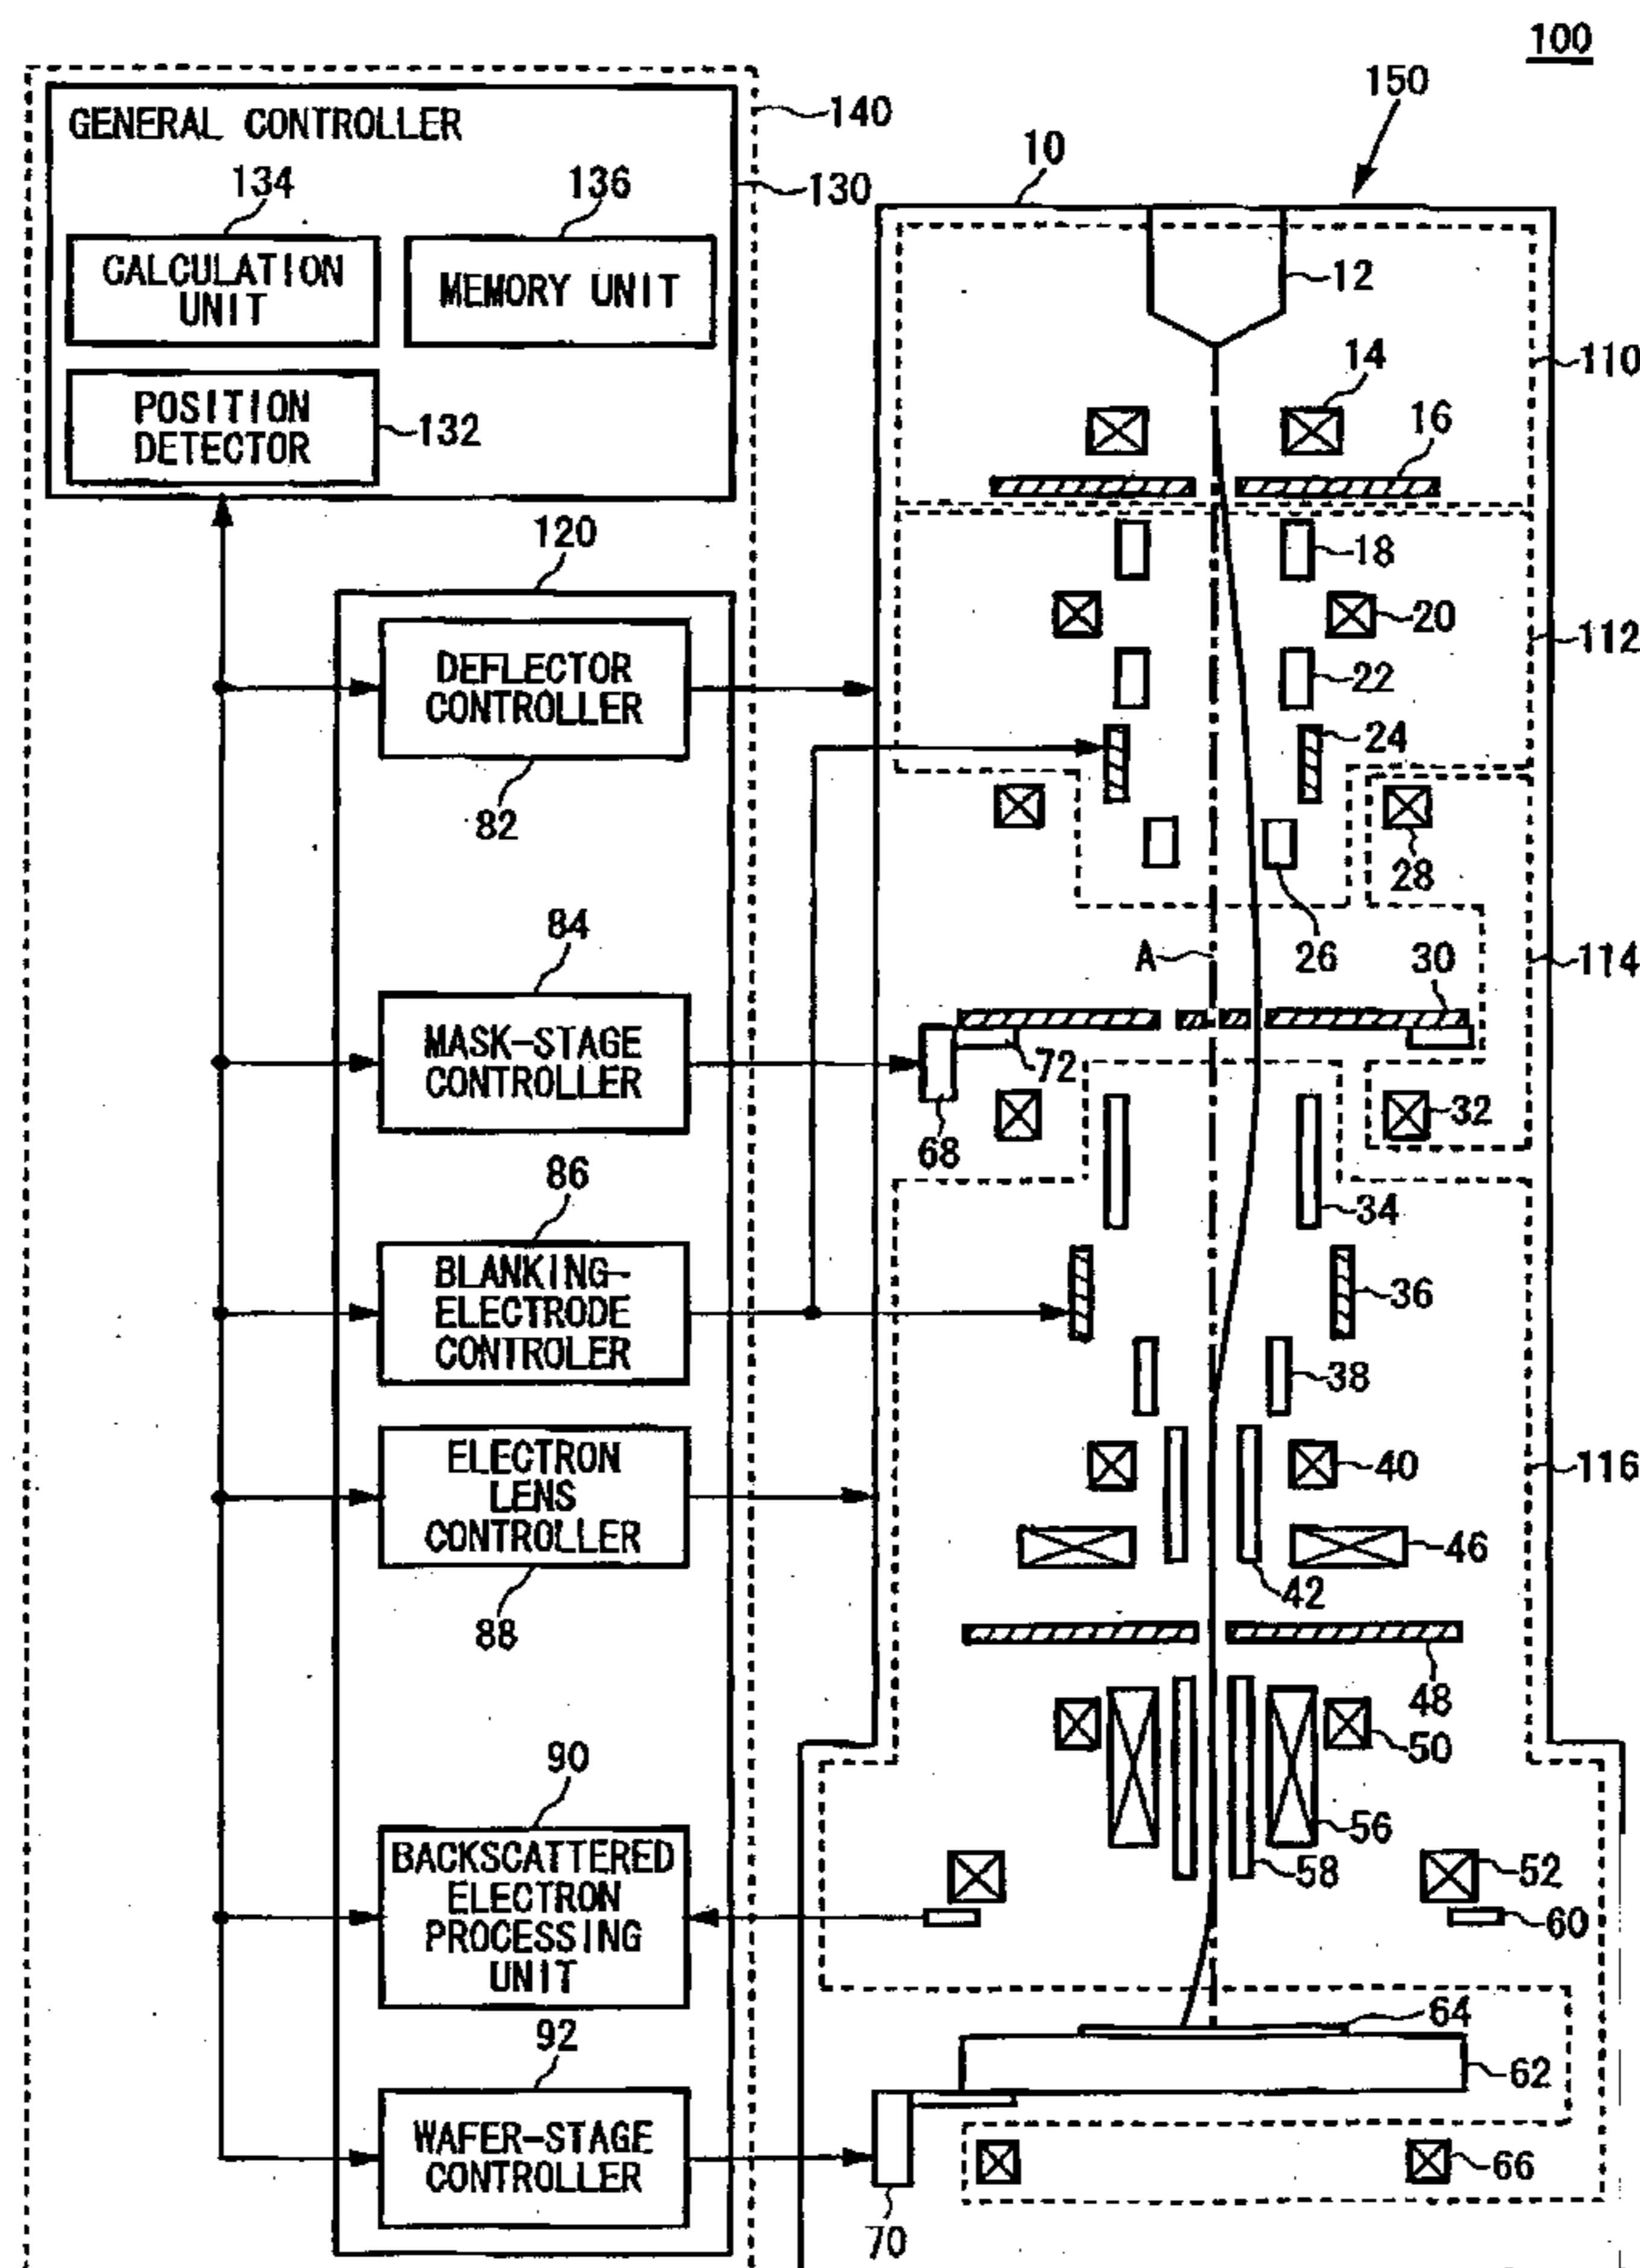 100
150
GENERAL CONTROLLER
140
10
134
136
130
CALCULATION
UNIT
MEMORY UNIT
12
14
110
POSITION
DETECTOR
132
16
120
18
20
112
DEFLECTOR
CONTROLLER
22
24
82
28
84
A
26
30
114
MASK-STAGE
CONTROLLER
72
32
68
86
34
BLANKING-
ELECTRODE
CONTROLER
36
38
ELECTRON
LENS
CONTROLLER
40
116
46
42
88
48
50
90
56
BACKSCATTERED
ELECTRON
PROCESSING
UNIT
58
52
60
64
92
62
WAFER-STAGE
CONTROLLER
66
70